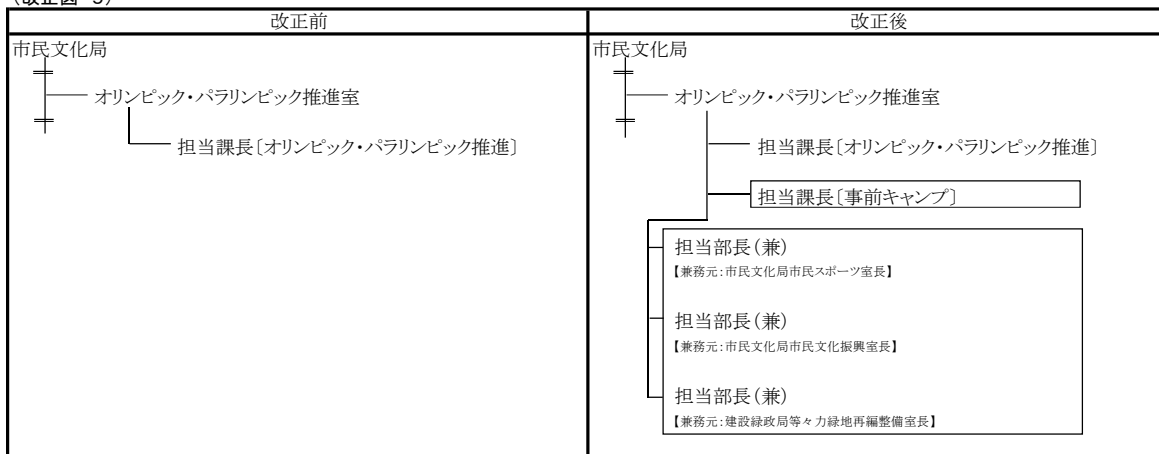 改正前
改正後
市民文化局
オリンピック・パラリンピック推進室
担当課長〔オリンピック・パラリンピック推進〕
市民文化局
オリンピック・パラリンピック推進室
担当課長〔オリンピック・パラリンピック推進〕
担当課長〔事前キャンプ〕
担当部長(兼)
【兼務元:市民文化局市民スポーツ室長】
担当部長(兼)
【兼務元:市民文化局市民文化振興室長】
担当部長(兼)
【兼務元:建設緑政局等々力緑地再編整備室長】